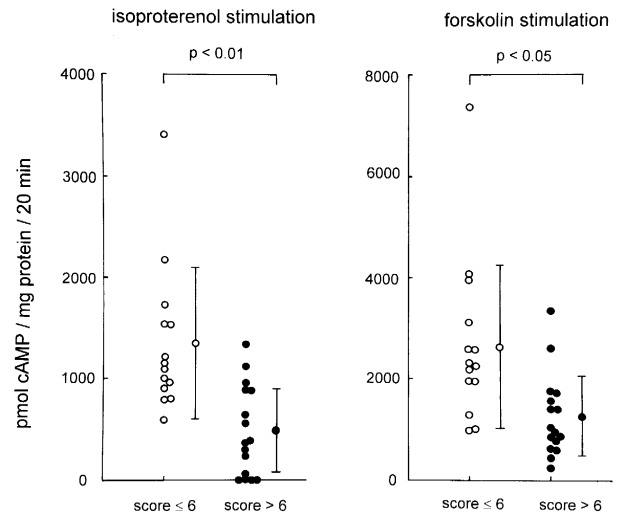 isoproterenol stimulation
forskolin stimulation
p < 0.01
p < 0.05
pmol cAMP / mg protein / 20 min
4000
3000
2000
1000
0
8000
6000
4000
2000
0
score ≤ 6
score > 6
score ≤ 6
score > 6